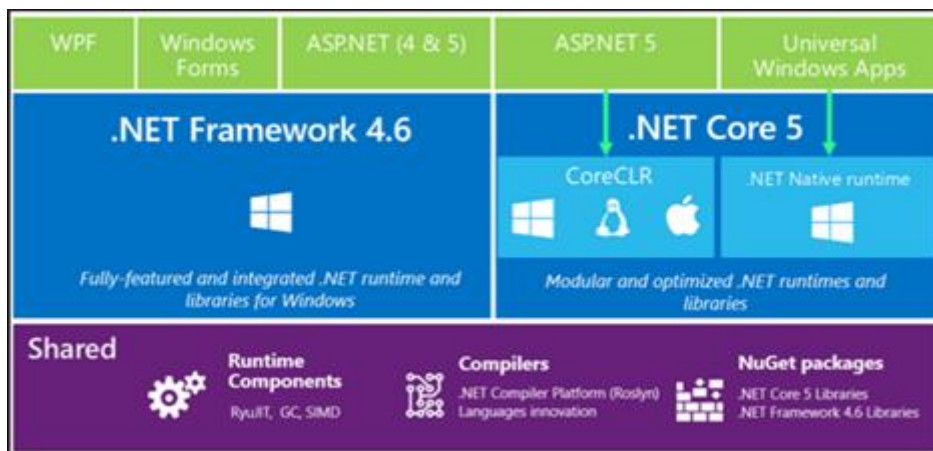 WPF
Windows
Forms
ASP.NET (4 & 5)
ASP.NET 5
Universal
Windows Apps
.NET Framework 4.6
Fully-featured and integrated .NET runtime and
libraries for Windows
.NET Core 5
CoreCLR
.NET Native runtime
Modular and optimized .NET runtimes and
libraries
Shared
Runtime
Components
RyuJIT, GC, SIMD
Compilers
.NET Compiler Platform (Roslyn)
Languages innovation
NuGet packages
.NET Core 5 Libraries
.NET Framework 4.6 Libraries